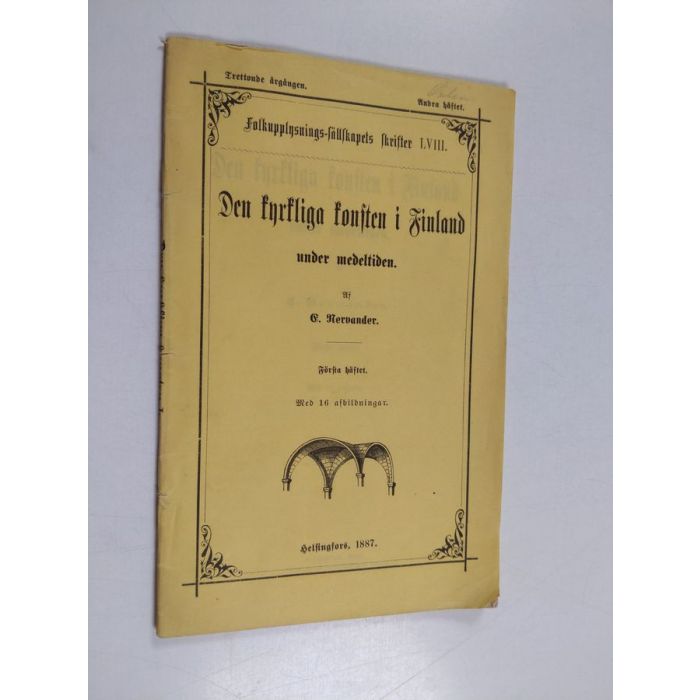 Trettonde årgången.
Andra häftet.
Folkupplysnings-sällskapets skrifter LVIII.
Den kyrkliga konsten i Finland
under medeltiden.
Af
E. Nervander.
Första häftet.
Med 16 afbildningar.
Helsingfors, 1887.